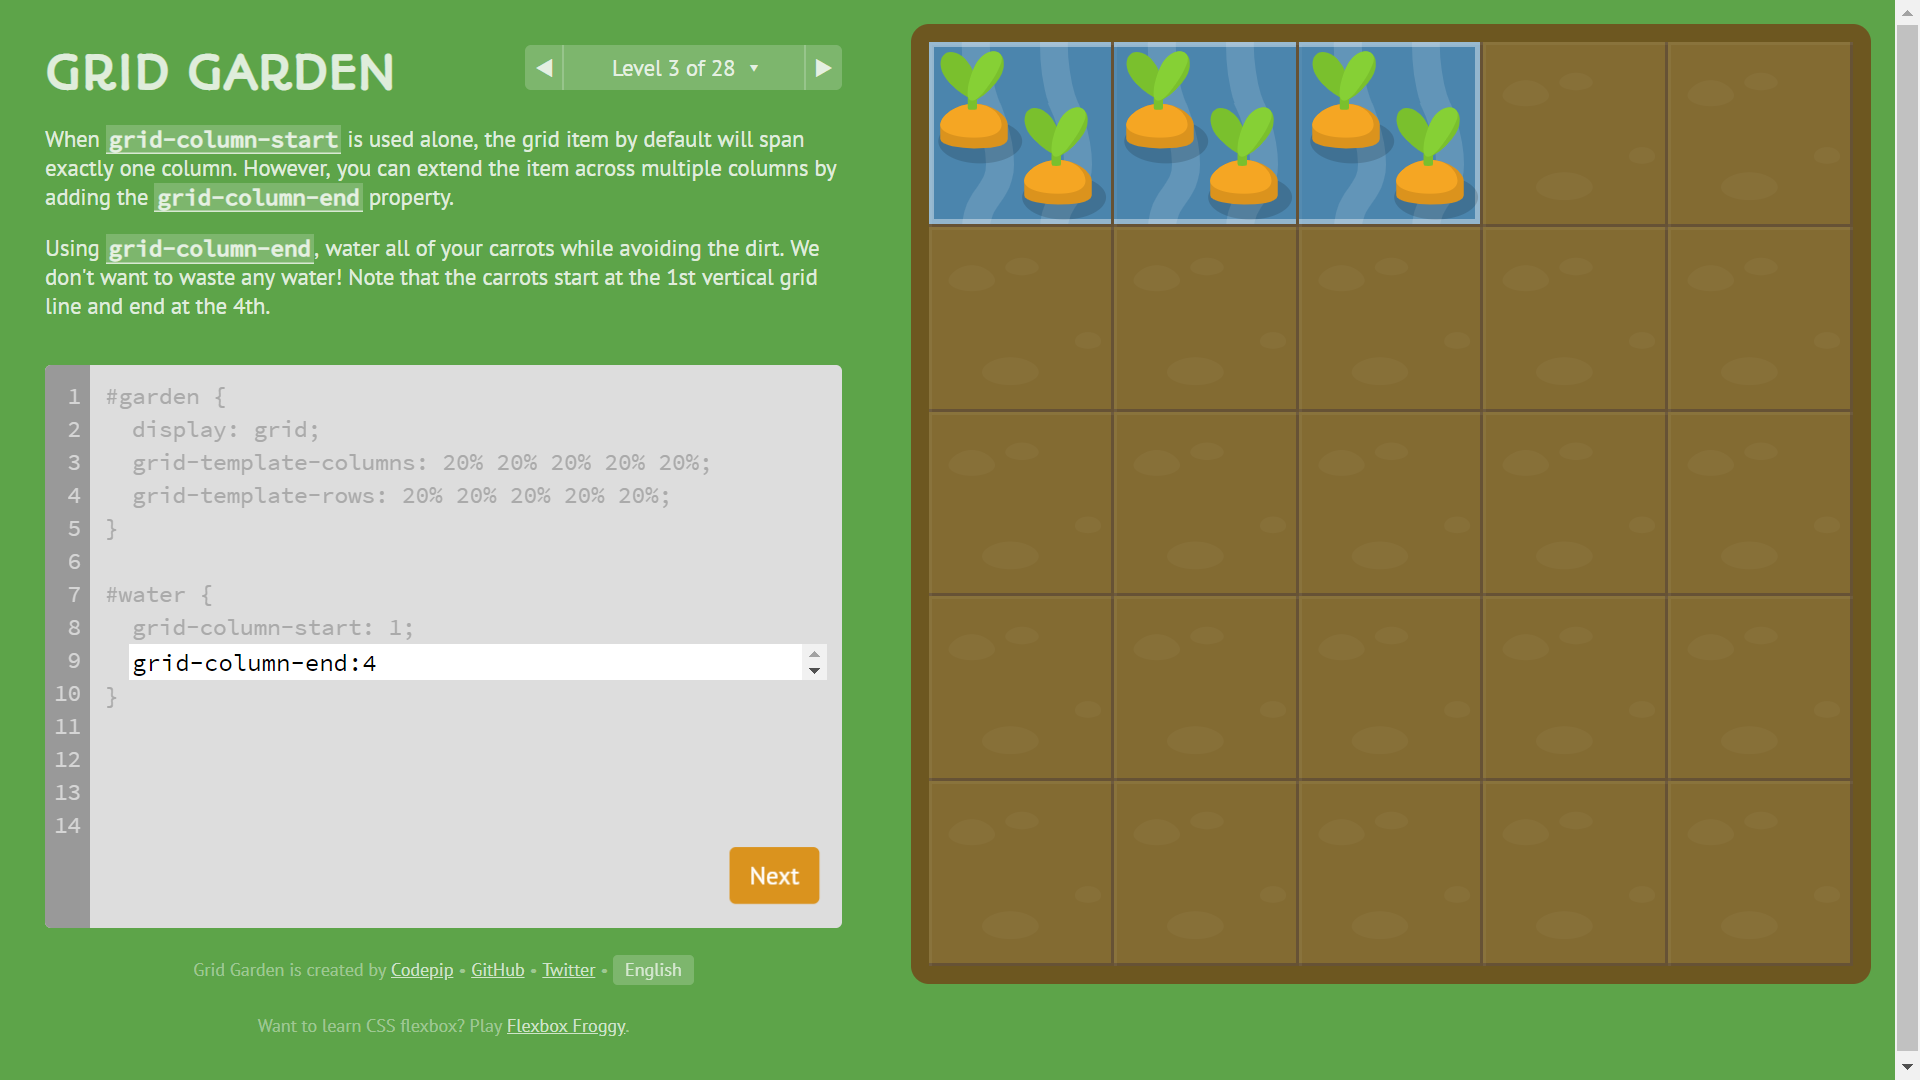 GRID GARDEN
Level 3 of 28
When grid-column-start is used alone, the grid item by default will span
exactly one column. However, you can extend the item across multiple columns by
adding the grid-column-end property.
Using grid-column-end, water all of your carrots while avoiding the dirt. We
don't want to waste any water! Note that the carrots start at the 1st vertical grid
line and end at the 4th.
1 #garden {
2 display: grid;
3 grid-template-columns: 20% 20% 20% 20% 20%;
4 grid-template-rows: 20% 20% 20% 20% 20%;
5 }
6
7 #water {
8 grid-column-start: 1;
9 grid-column-end:4
10 }
11
12
13
14
Next
Grid Garden is created by Codepip • GitHub • Twitter • English
Want to learn CSS flexbox? Play Flexbox Froggy.